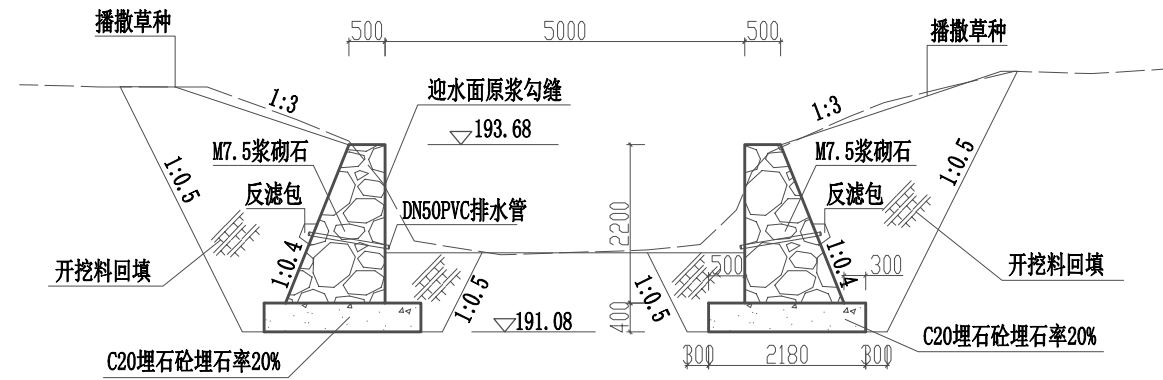 播撒草种
500
5000
500
播撒草种
1:3
迎水面原浆勾缝
1:3
193.68
M7.5浆砌石
M7.5浆砌石
1:0.5
1:0.5
反滤包
反滤包
DN50PVC排水管
2200
1:0.4
1:0.4
开挖料回填
500
300
开挖料回填
1:0.5
1:0.5
191.08
400
C20埋石砼埋石率20%
C20埋石砼埋石率20%
300
2180
300